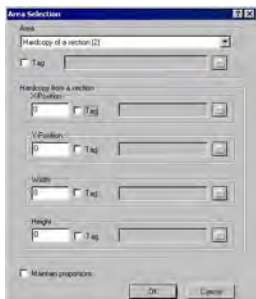 Area Selection
Area
Hardcopy of a section (2)
Tag
Hardcopy from a section
X-Position
0 Tag
Y-Position
0 Tag
Width
0 Tag
Height
0 Tag
Maintain proportions
OK Cancel